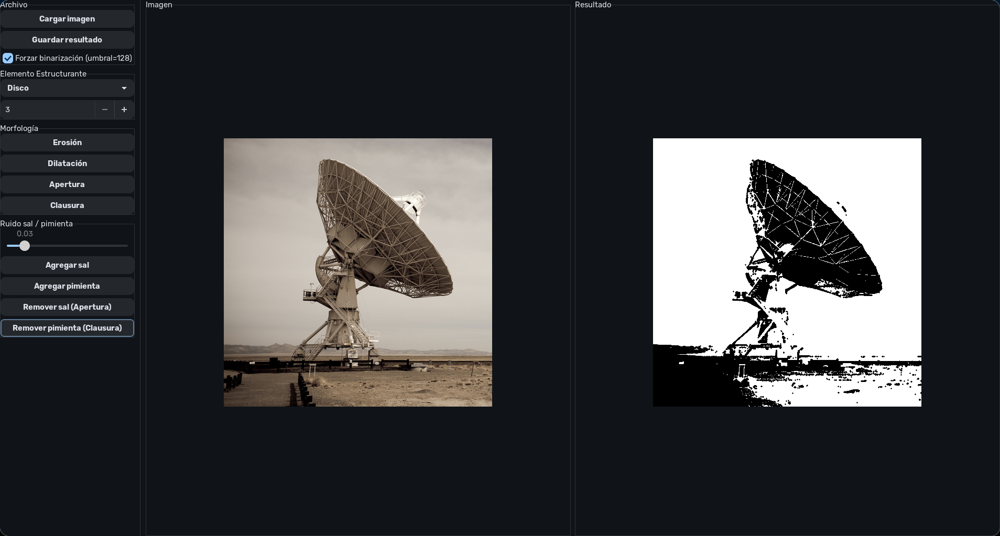 Archivo
Cargar imagen
Guardar resultado
Forzar binarización (umbral=128)
Elemento Estructurante
Disco
3
Morfología
Erosión
Dilatación
Apertura
Clausura
Ruido sal / pimienta
0.03
Agregar sal
Agregar pimienta
Remover sal (Apertura)
Remover pimienta (Clausura)
Imagen
Resultado